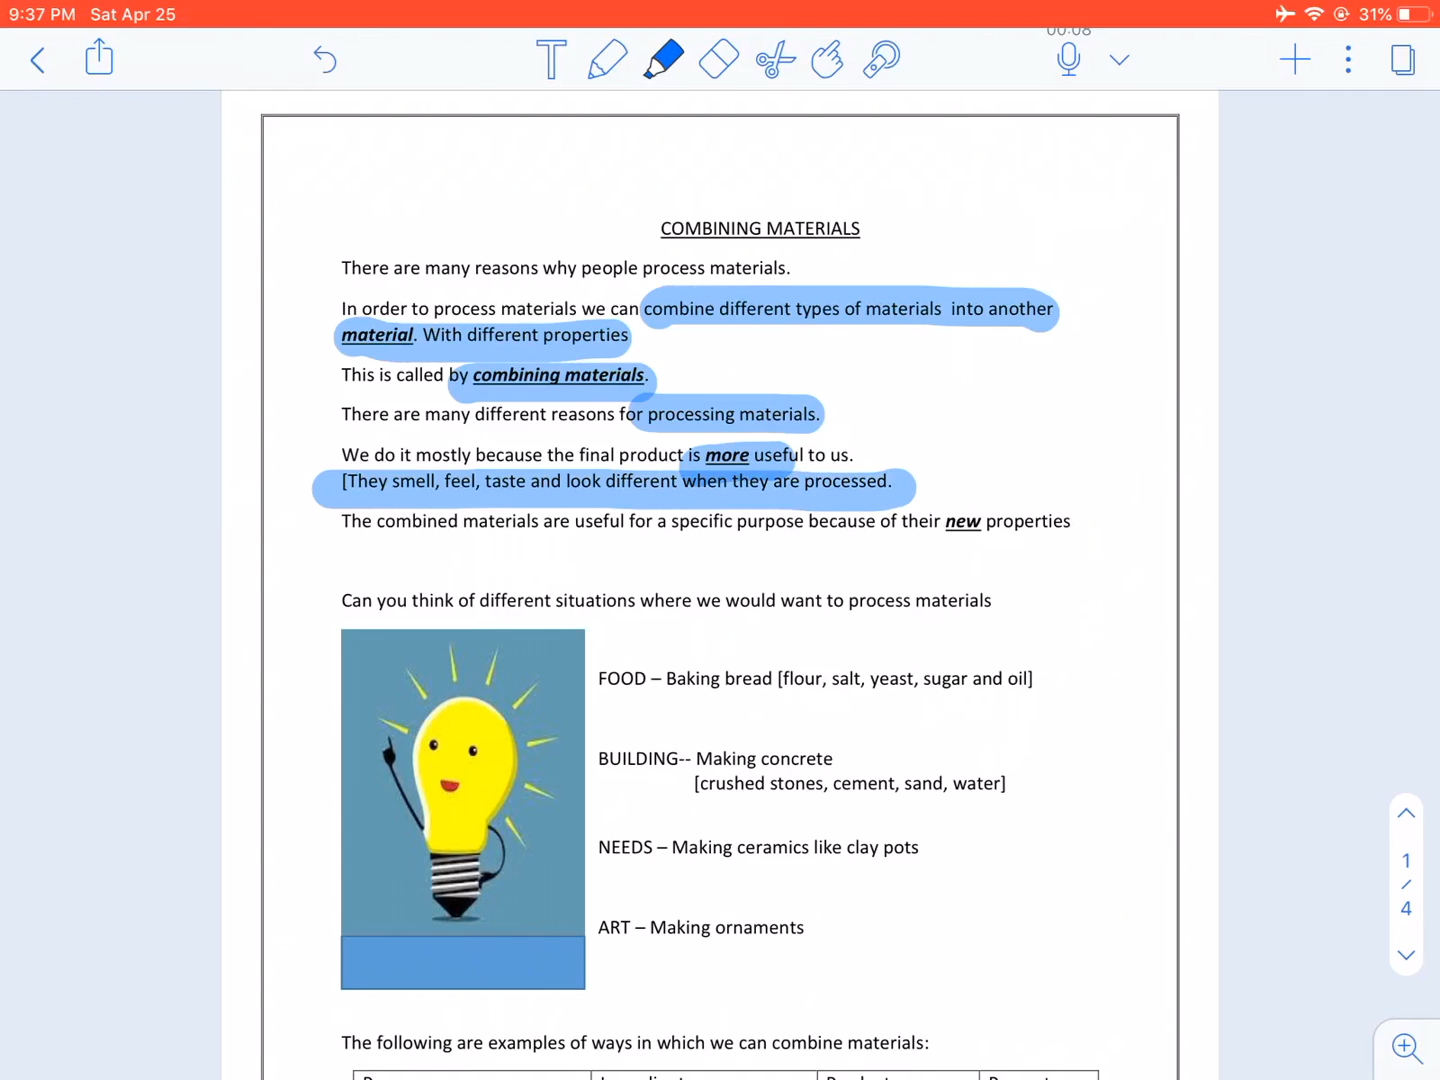 9:37 PM Sat Apr 25 31%
00:08
COMBINING MATERIALS
There are many reasons why people process materials.
In order to process materials we can combine different types of materials into another
material. With different properties
This is called by combining materials.
There are many different reasons for processing materials.
We do it mostly because the final product is more useful to us.
[They smell, feel, taste and look different when they are processed.
The combined materials are useful for a specific purpose because of their new properties
Can you think of different situations where we would want to process materials
FOOD – Baking bread [flour, salt, yeast, sugar and oil]
BUILDING-- Making concrete
[crushed stones, cement, sand, water]
NEEDS – Making ceramics like clay pots
ART – Making ornaments
1
/
4
The following are examples of ways in which we can combine materials: